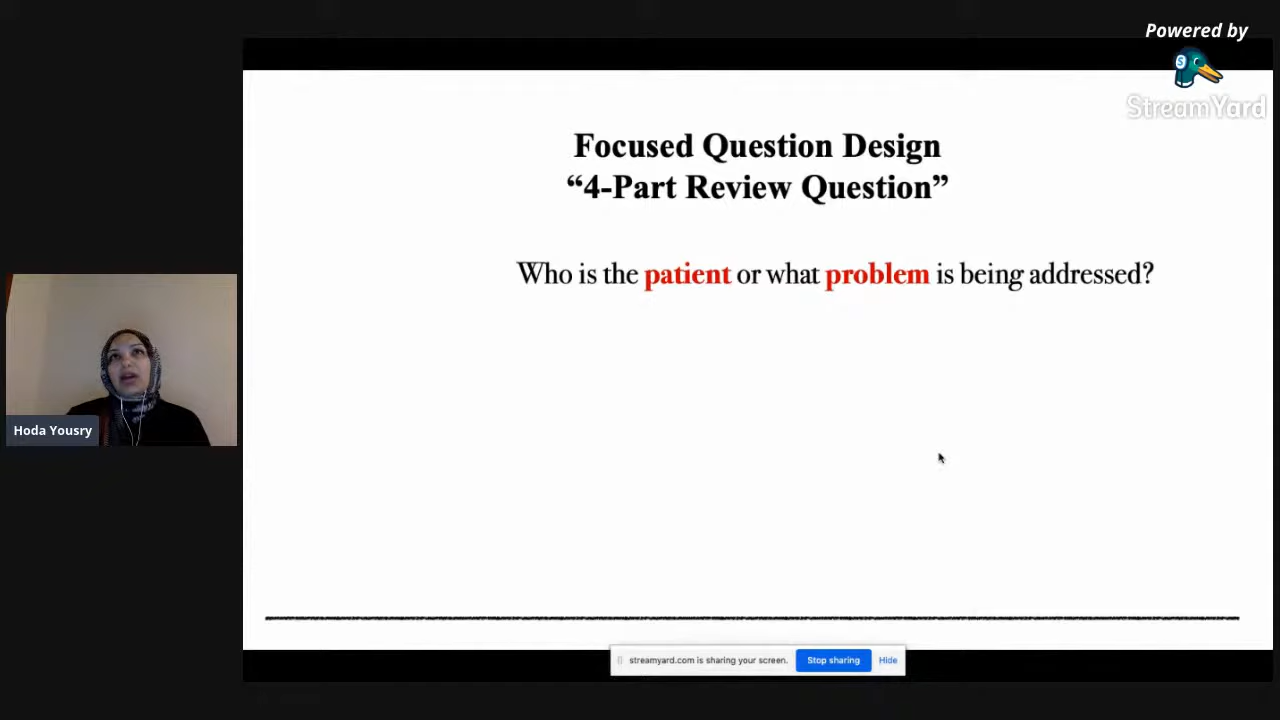 Powered by
StreamYard
Focused Question Design
“4-Part Review Question”
Who is the patient or what problem is being addressed?
Hoda Yousry
streamyard.com is sharing your screen. Stop sharing Hide